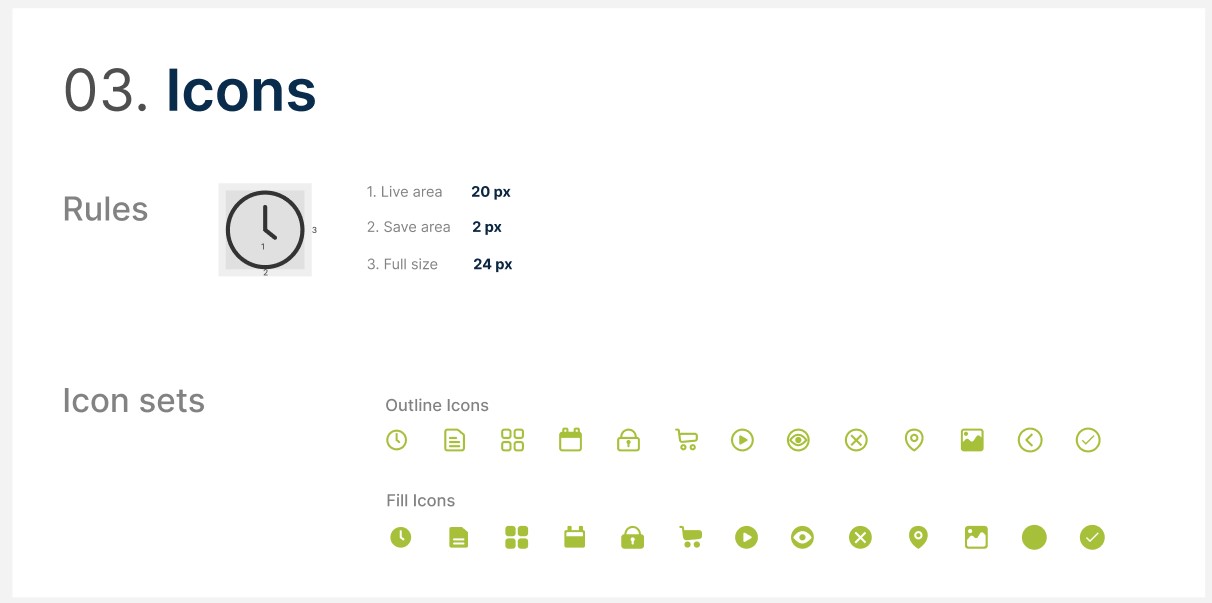 03. Icons
Rules
1
2
3
1. Live area 20 px
2. Save area 2 px
3. Full size 24 px
Icon sets
Outline Icons
Fill Icons